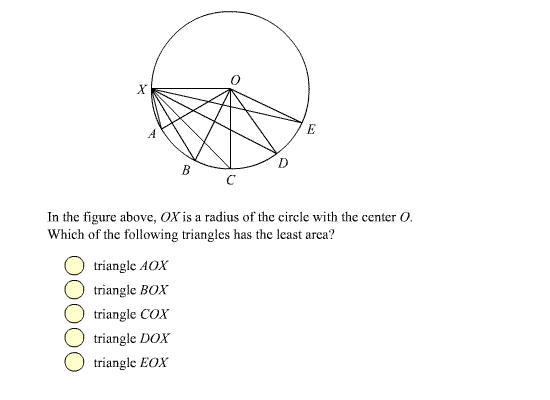 O
X
E
A
D
B
C
In the figure above, OX is a radius of the circle with the center O.
Which of the following triangles has the least area?
triangle AOX
triangle BOX
triangle COX
triangle DOX
triangle EOX